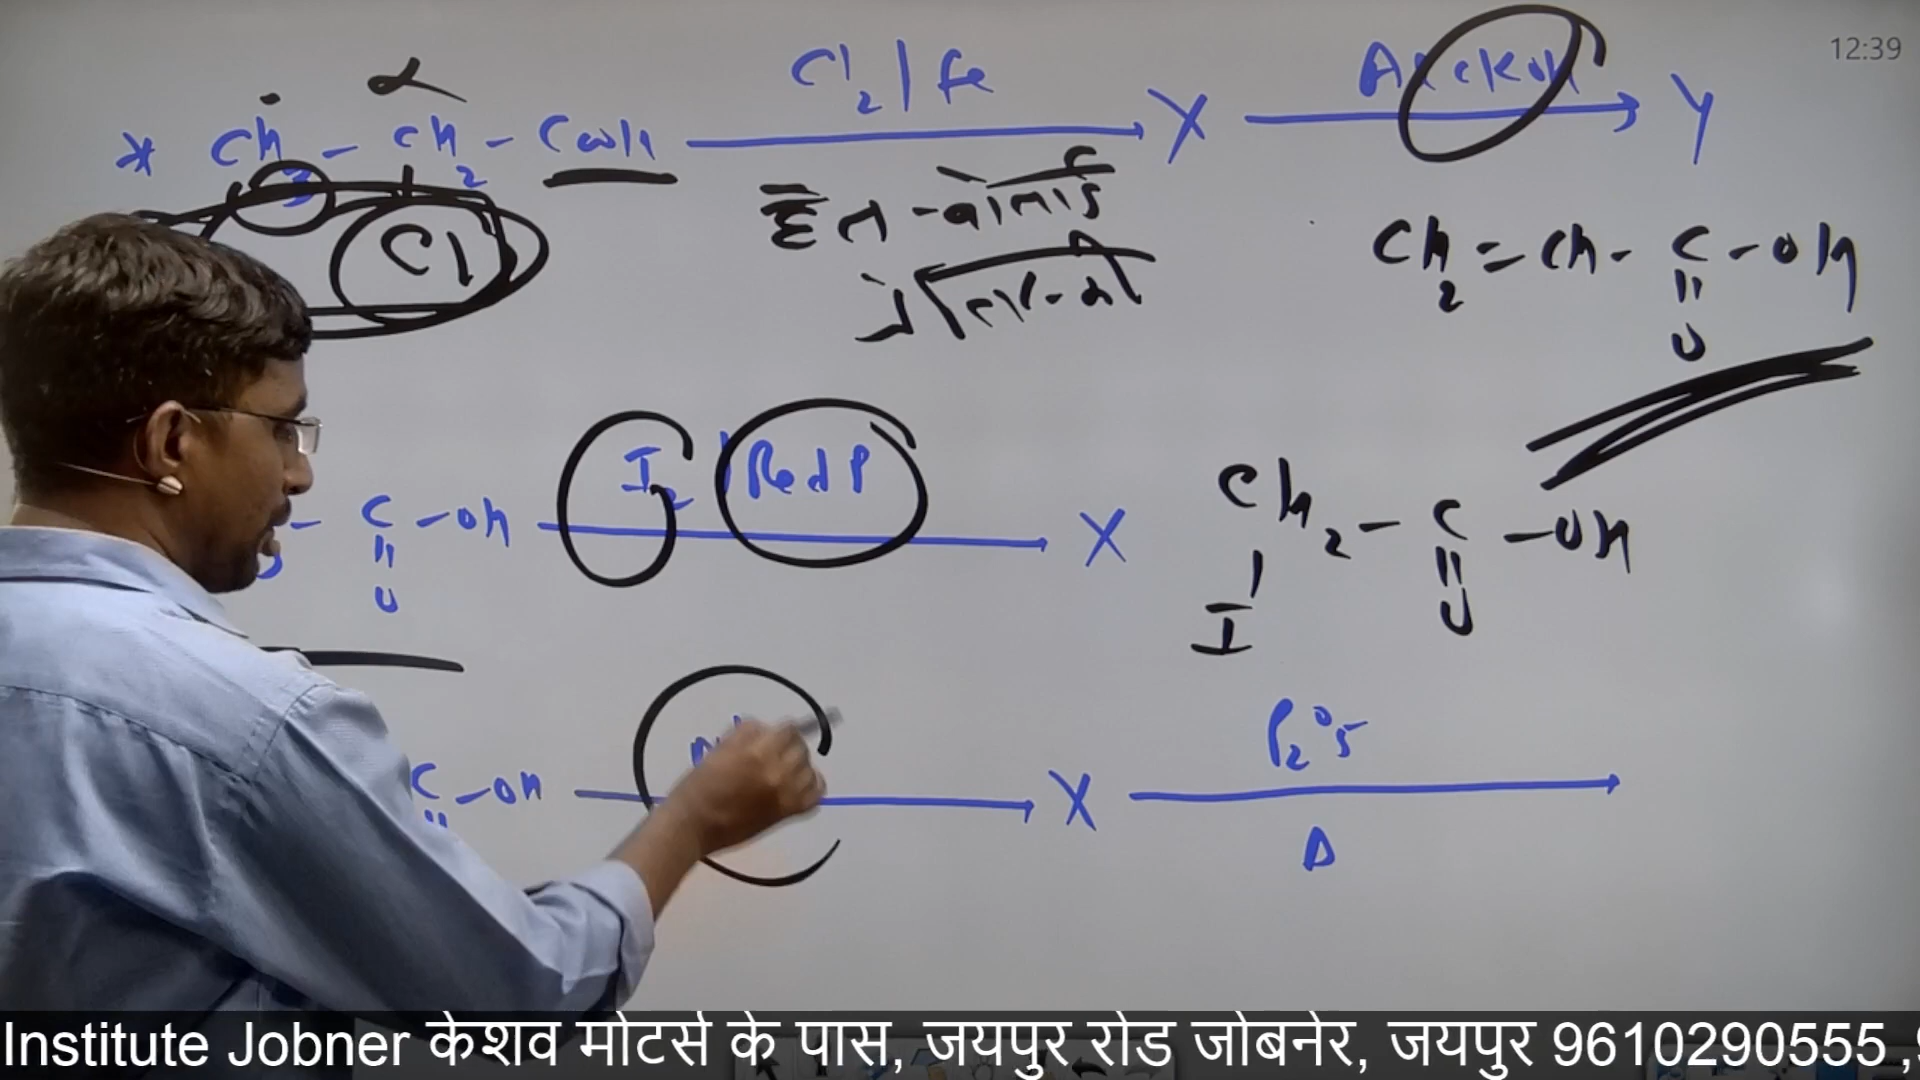 12:39
α
Cl2 | fe
Alc KOH
* CH3 - CH2 - COOH → X → Y
Cl
CH2 = CH - C - OH
॥
O
I2 | Red P
C - OH → X
॥
O
CH2 - C - OH
I
O
P2O5
C - OH → X →
Δ
Institute Jobner केशव मोटर्स के पास, जयपुर रोड जोबनेर, जयपुर 9610290555 ,